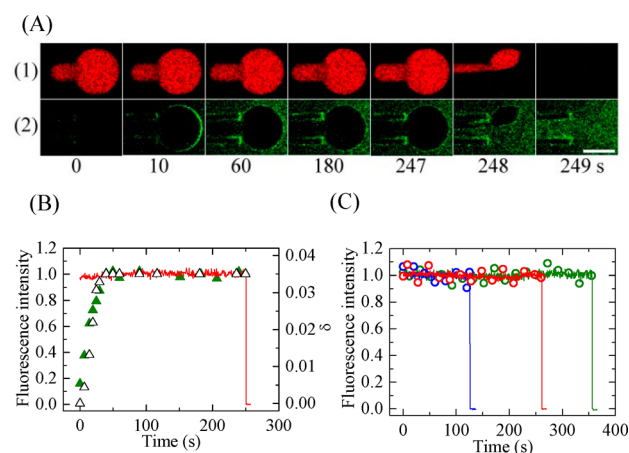 (A)
(1)
(2)
0 10 60 180 247 248 249 s
(B)
(C)
Fluorescence intensity
1.2
1.0
0.8
0.6
0.4
0.2
0.0
0.04
0.03
0.02
0.01
0.00
δ
0 100 200 300
Time (s)
Fluorescence intensity
1.2
1.0
0.8
0.6
0.4
0.2
0.0
0 100 200 300 400
Time (s)